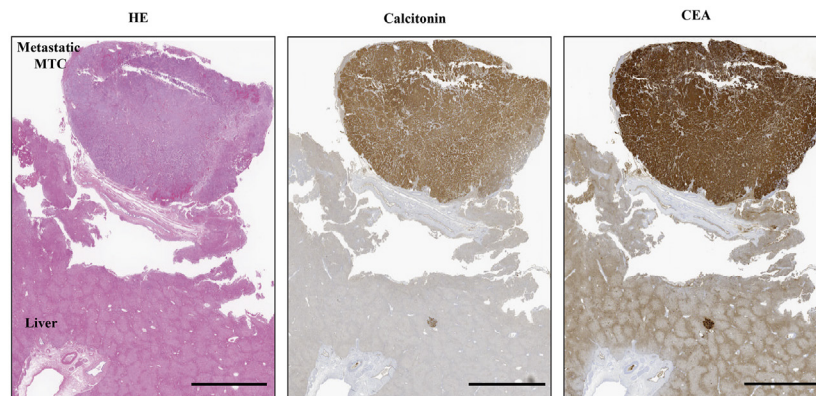 HE
Calcitonin
CEA
Metastatic
MTC
Liver